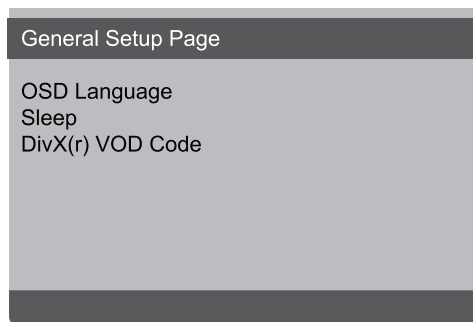 General Setup Page
OSD Language
Sleep
DivX(r) VOD Code